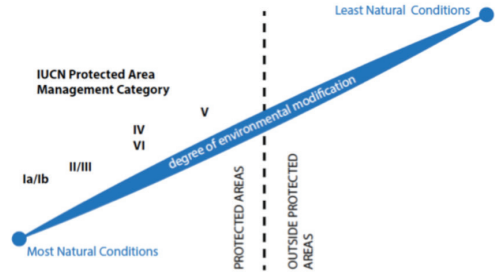 Least Natural Conditions
IUCN Protected Area
Management Category
V
IV
VI
II/III
Ia/Ib
degree of environmental modification
PROTECTED AREAS
OUTSIDE PROTECTED
AREAS
Most Natural Conditions